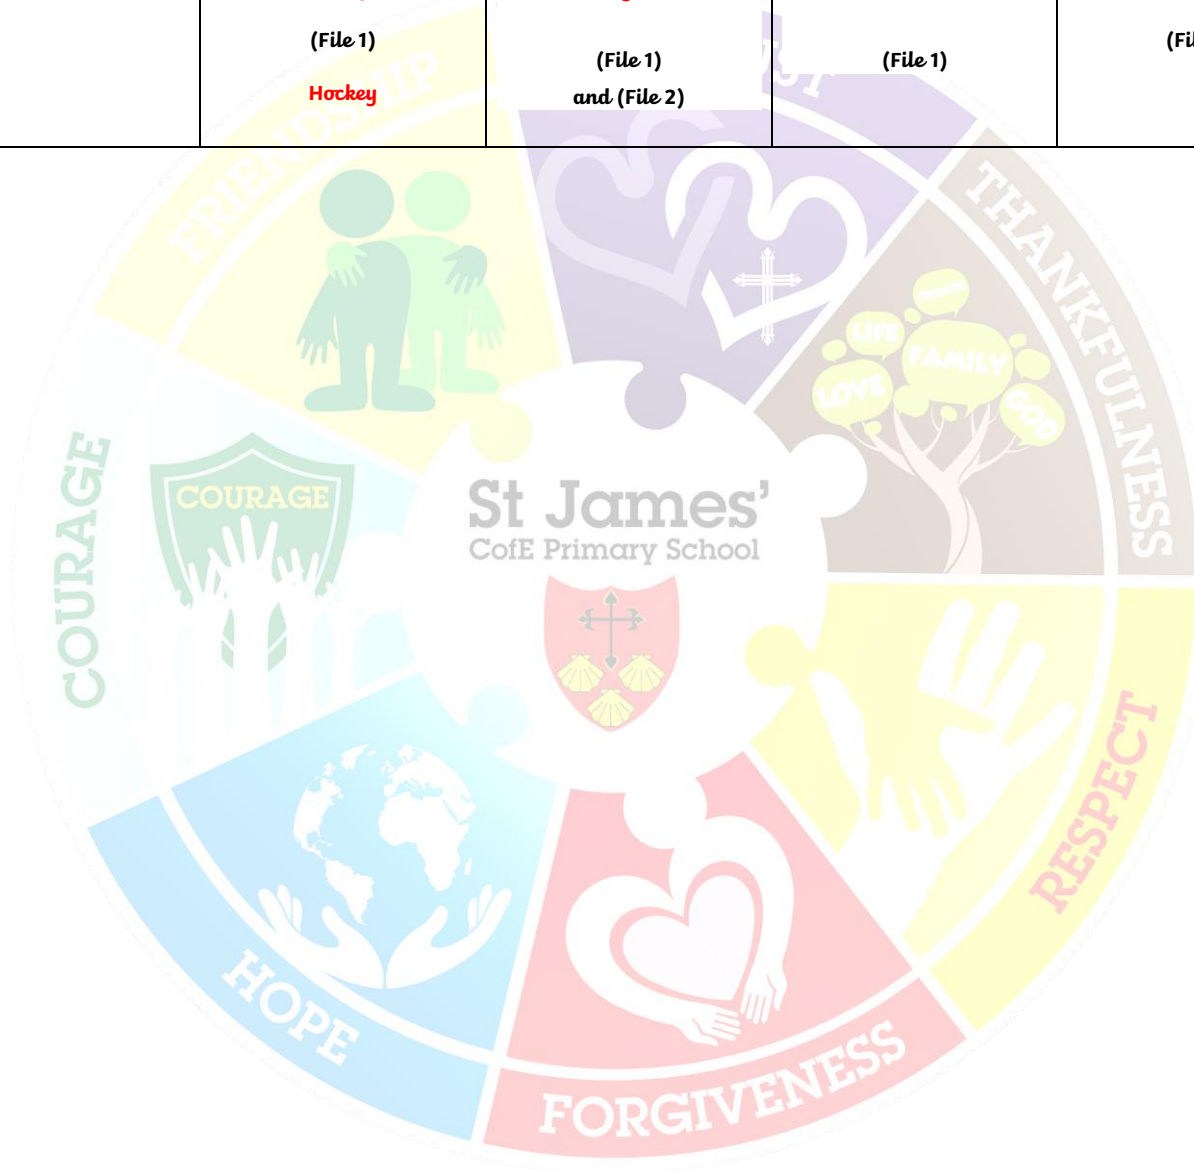 (File 1)
Hockey
(File 1)
and (File 2)
(File 1)
FRIENDSHIP
THANKFULNESS
LIFE
FAMILY
LOVE
GOD
COURAGE
COURAGE
St James’
CofE Primary School
RESPECT
HOPE
FORGIVENESS